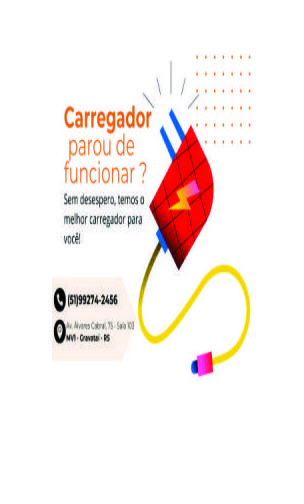 Carregador
parou de
funcionar ?
Sem desespero, temos o
melhor carregador para
você!
(51)99274-2456
Av. Álvares Cabral, 75 - Sala 103
MVI - Gravataí - RS